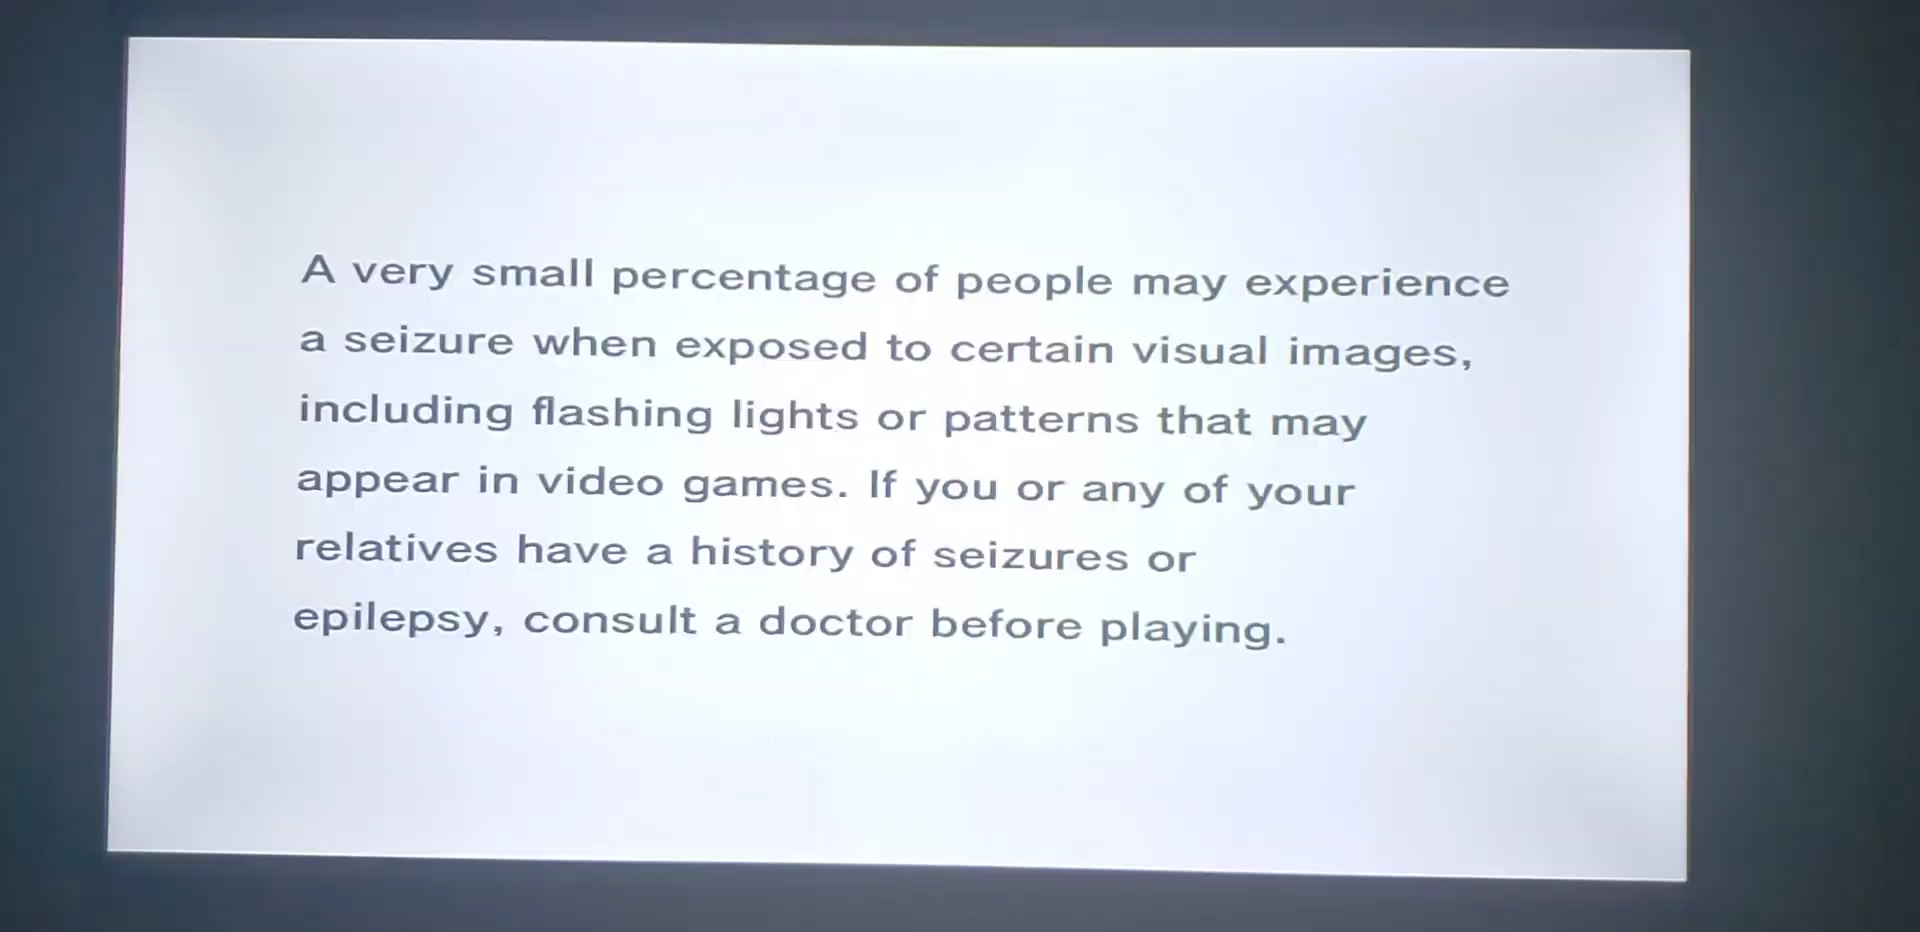 A very small percentage of people may experience
a seizure when exposed to certain visual images,
including flashing lights or patterns that may
appear in video games. If you or any of your
relatives have a history of seizures or
epilepsy, consult a doctor before playing.